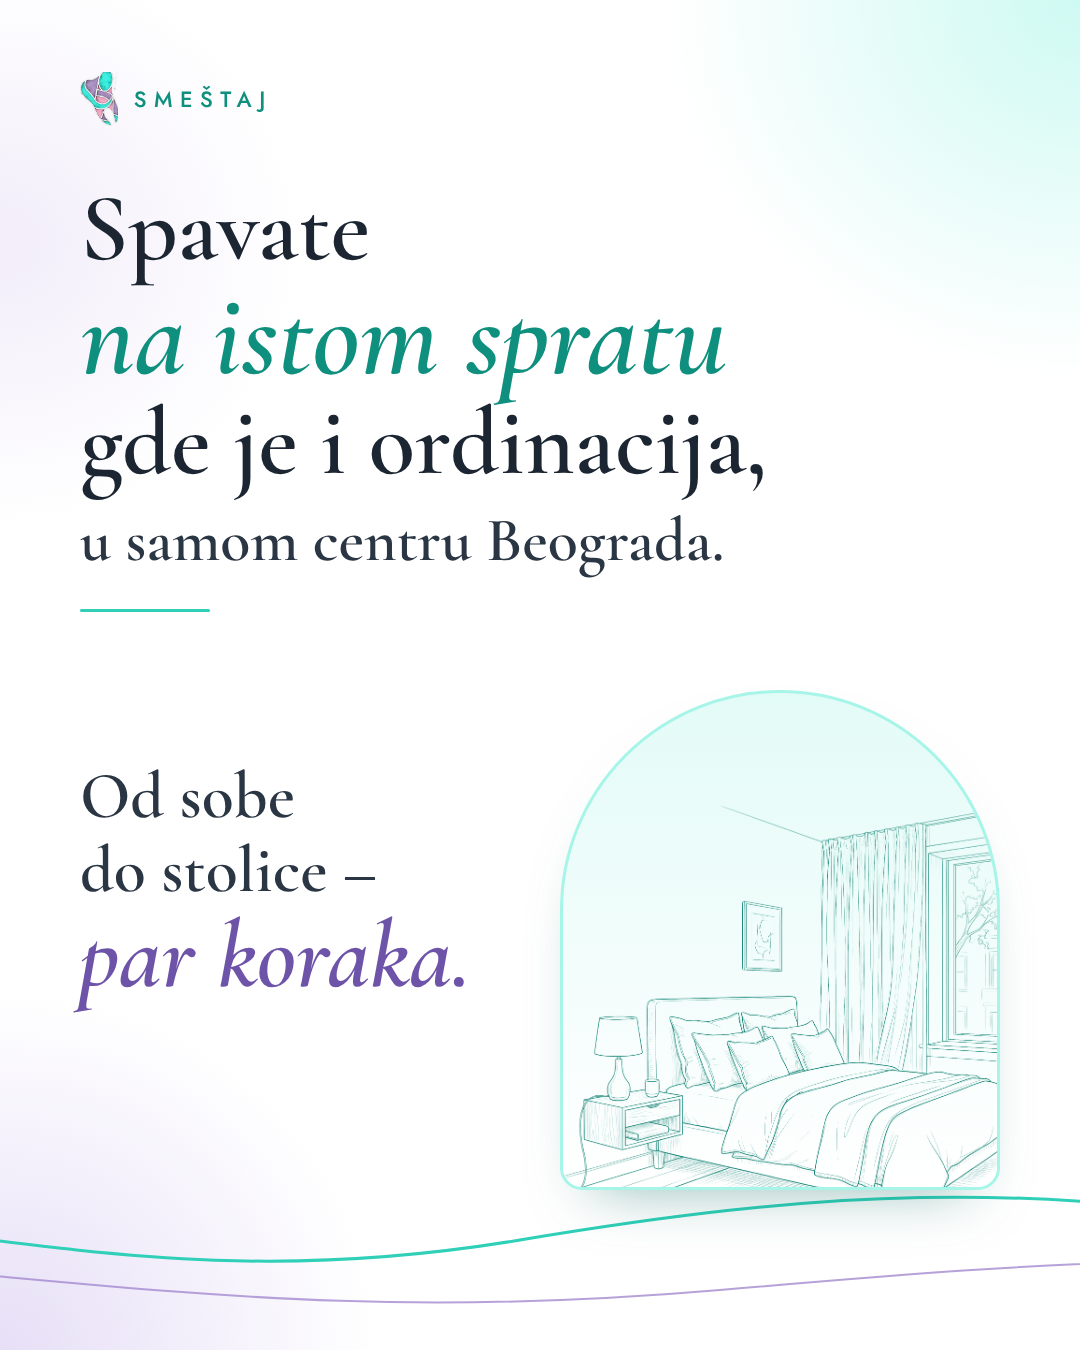 SMEŠTAJ
Spavate
na istom spratu
gde je i ordinacija,
u samom centru Beograda.
Od sobe
do stolice –
par koraka.